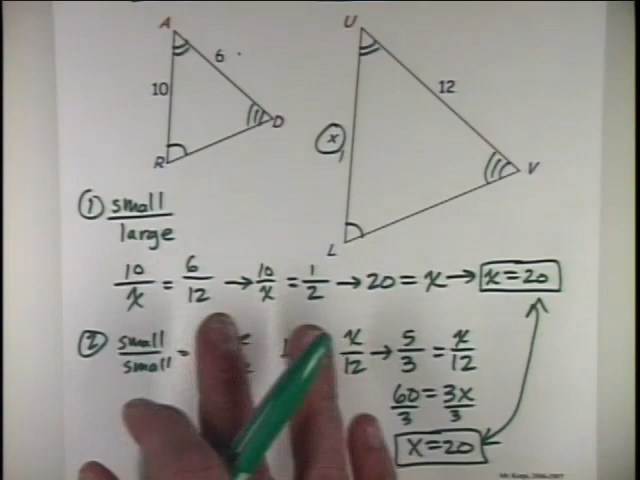 A
U
6
10
12
x
D
V
R
L
① small/large
10/x = 6/12 → 10/x = 1/2 → 20 = x → x = 20
② small/small = x/12 → 5/3 = x/12
60/3 = 3x/3
x = 20